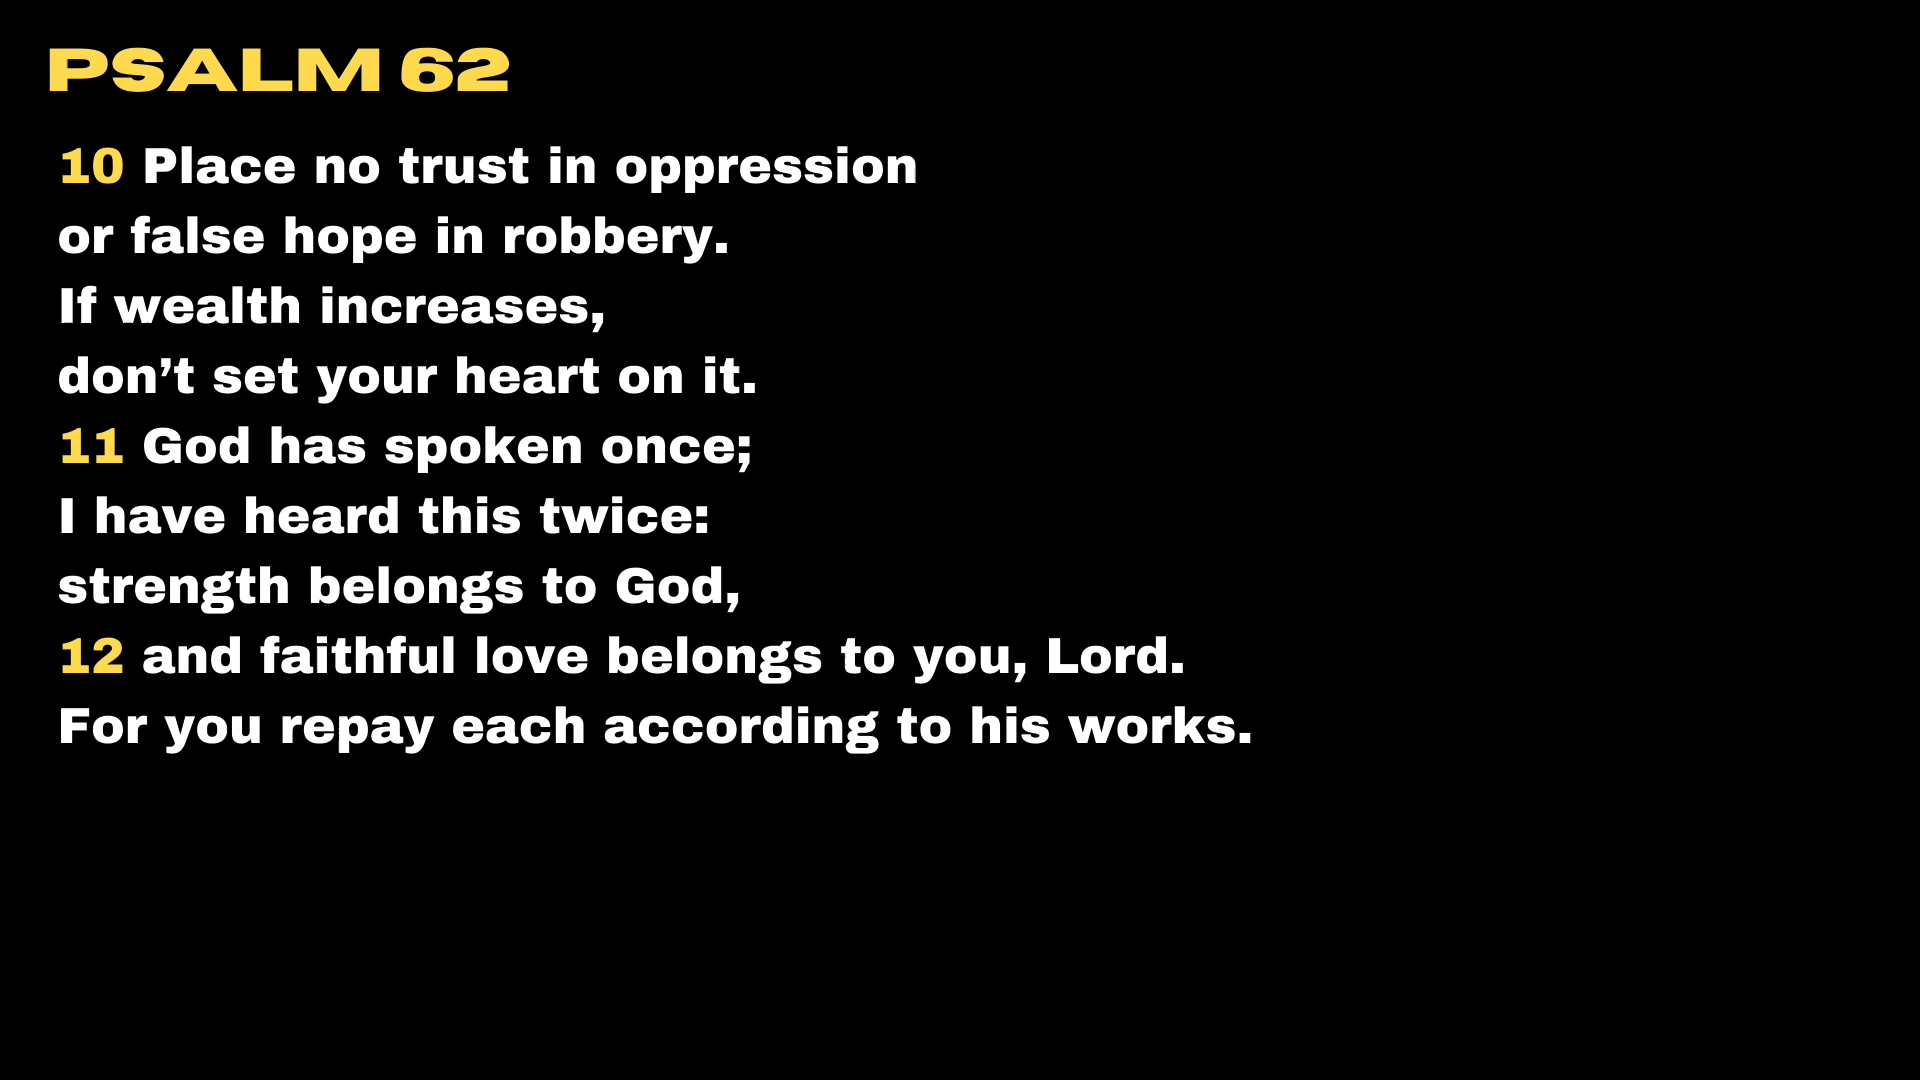 PSALM 62
10 Place no trust in oppression
or false hope in robbery.
If wealth increases,
don’t set your heart on it.
11 God has spoken once;
I have heard this twice:
strength belongs to God,
12 and faithful love belongs to you, Lord.
For you repay each according to his works.